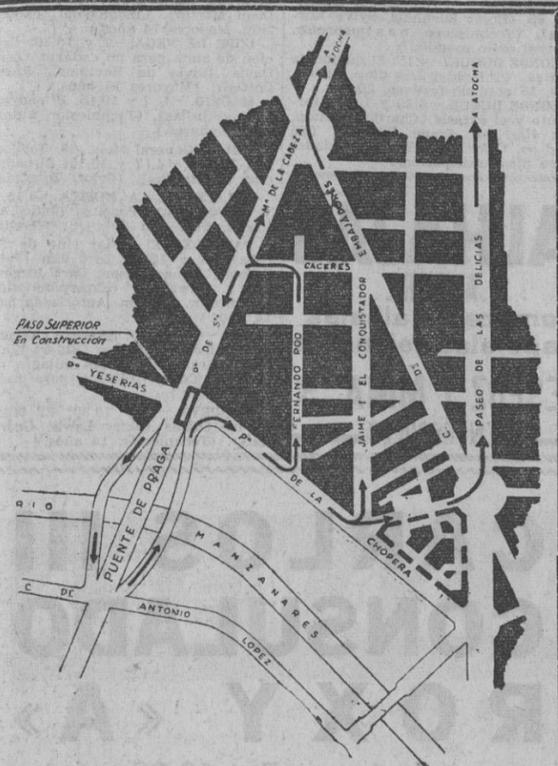 A ATOCHA
A ATOCHA
Mª DE LA CABEZA
EMBAJADORES
CACERES
PASEO DE LAS DELICIAS
PASO SUPERIOR
En Construcción
Pº DE Stª
JAIME I EL CONQUISTADOR
FERNANDO POO
Pº YESERIAS
C. DE
Pº DE LA CHOPERA
PUENTE DE PRAGA
RIO MANZANARES
C. DE ANTONIO LOPEZ